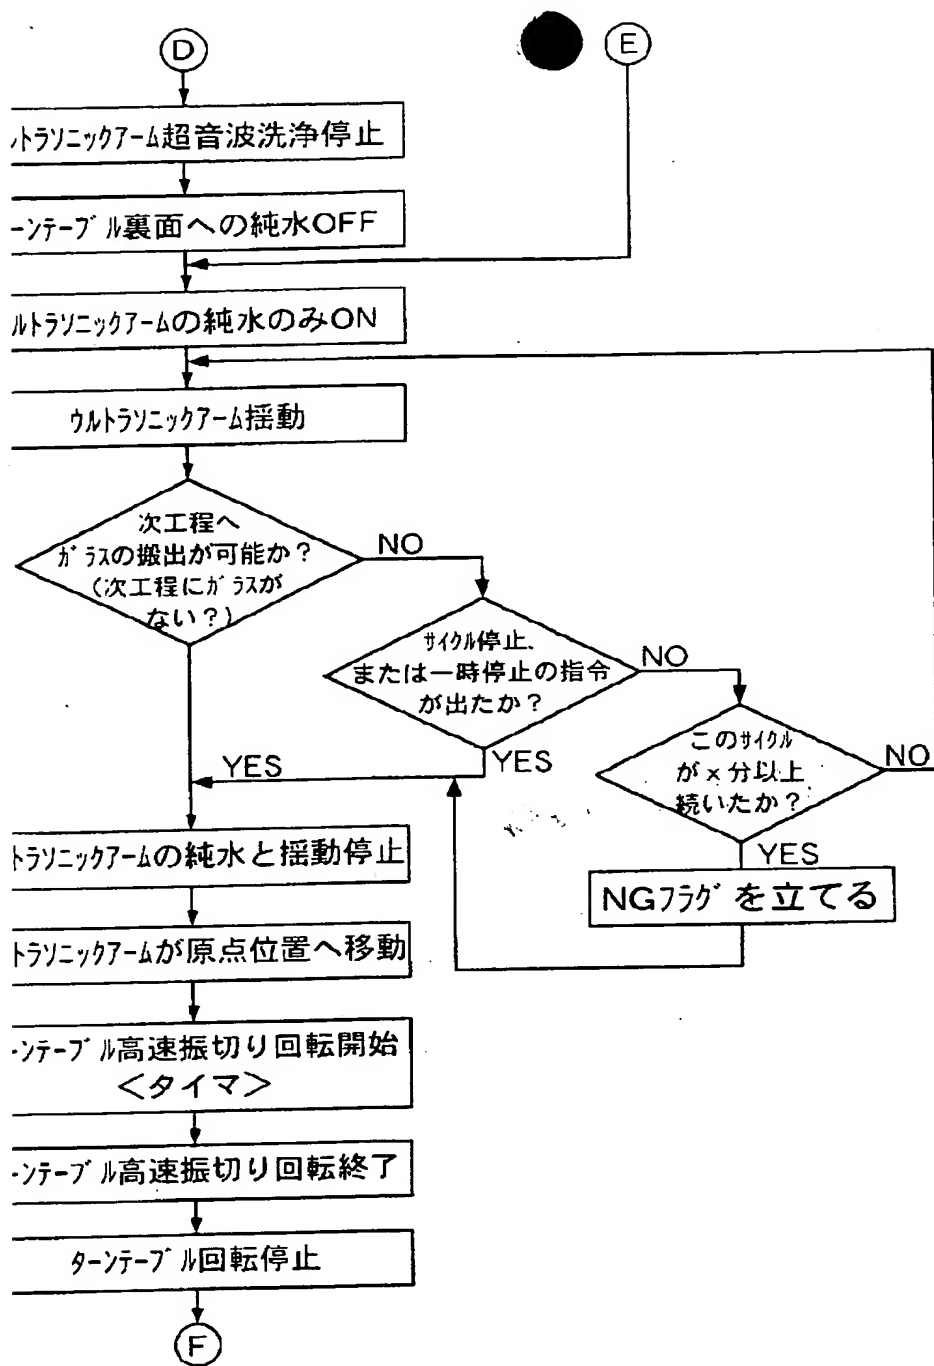 D
E
ルトラソニックアーム超音波洗浄停止
ーンテーブル裏面への純水OFF
ルトラソニックアームの純水のみON
ウルトラソニックアーム揺動
次工程へ
ガラスの搬出が可能か？
（次工程にガラスが
ない？）
NO
サイクル停止、
または一時停止の指令
が出たか？
NO
このサイクル
が×分以上
続いたか？
NO
YES
YES
YES
トラソニックアームの純水と揺動停止
NGフラグを立てる
トラソニックアームが原点位置へ移動
ーンテーブル高速振切り回転開始
＜タイマ＞
ーンテーブル高速振切り回転終了
ターンテーブル回転停止
F